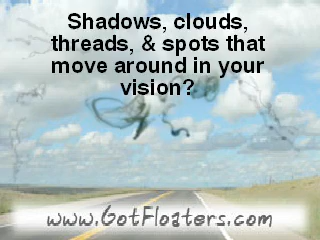 Shadows, clouds,
threads, & spots that
move around in your
vision?
www.GotFloaters.com